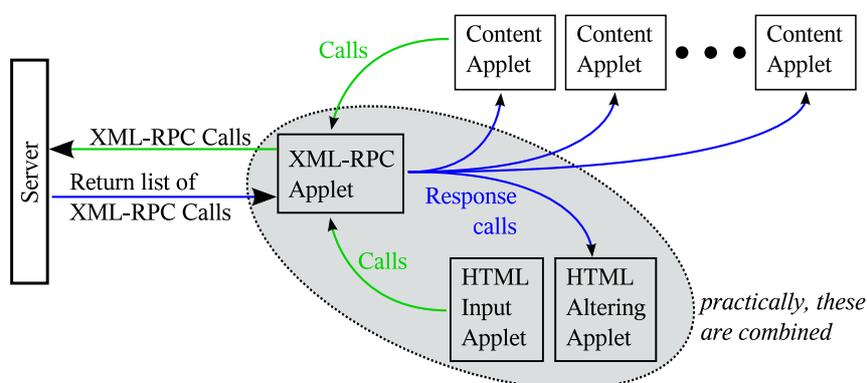 Content
Applet
Content
Applet
Content
Applet
Calls
Server
XML-RPC Calls
Return list of
XML-RPC Calls
XML-RPC
Applet
Response
calls
Calls
HTML
Input
Applet
HTML
Altering
Applet
practically, these
are combined